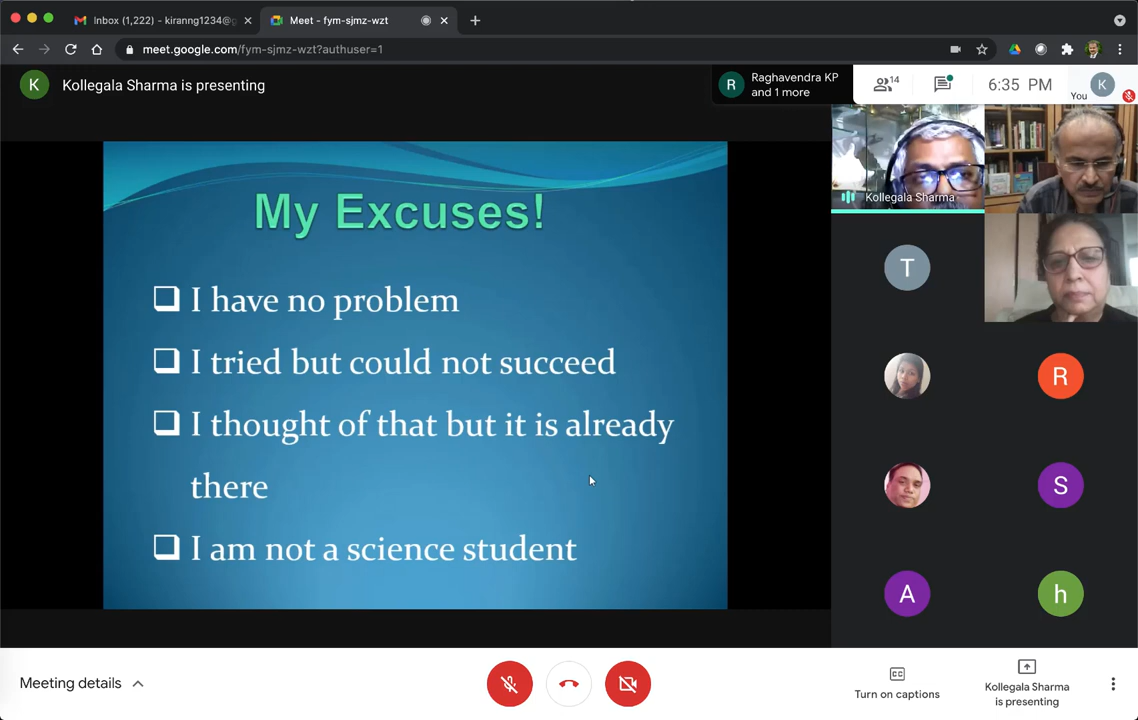 Inbox (1,222) - kiranng1234@g
Meet - fym-sjmz-wzt
meet.google.com/fym-sjmz-wzt?authuser=1
K
Kollegala Sharma is presenting
R
Raghavendra KP
and 1 more
14
6:35 PM
You
K
Kollegala Sharma
My Excuses!
I have no problem
I tried but could not succeed
I thought of that but it is already
there
I am not a science student
T
R
S
A
h
Meeting details
CC
Turn on captions
Kollegala Sharma
is presenting